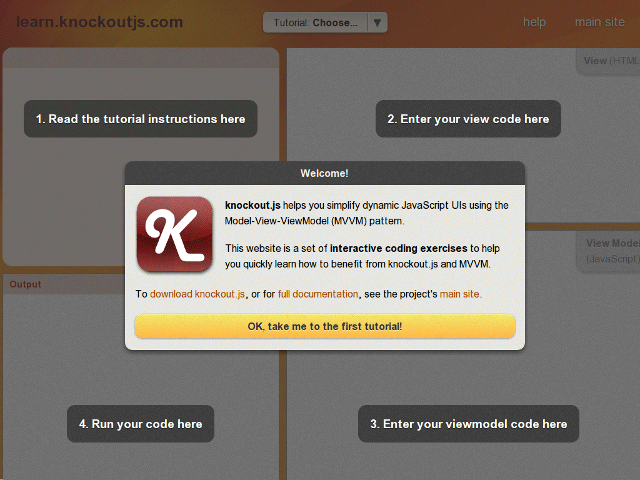 learn.knockoutjs.com
Tutorial: Choose...
help
main site
View (HTML
1. Read the tutorial instructions here
2. Enter your view code here
Welcome!
K
knockout.js helps you simplify dynamic JavaScript UIs using the
Model-View-ViewModel (MVVM) pattern.
This website is a set of interactive coding exercises to help
you quickly learn how to benefit from knockout.js and MVVM.
To download knockout.js, or for full documentation, see the project's main site.
OK, take me to the first tutorial!
View Model
(JavaScript)
Output
4. Run your code here
3. Enter your viewmodel code here